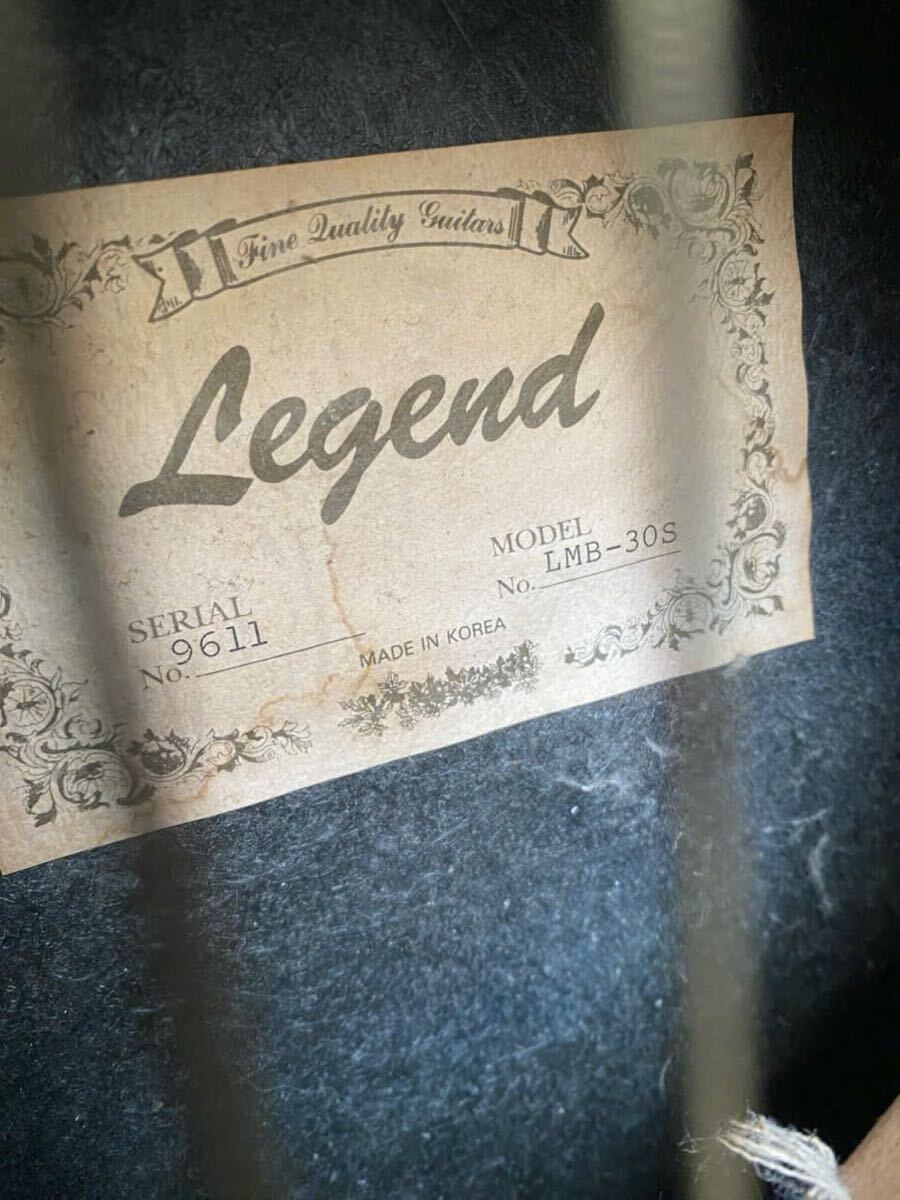 Fine Quality Guitars
Legend
MODEL
No. LMB-30S
SERIAL
No. 9611
MADE IN KOREA